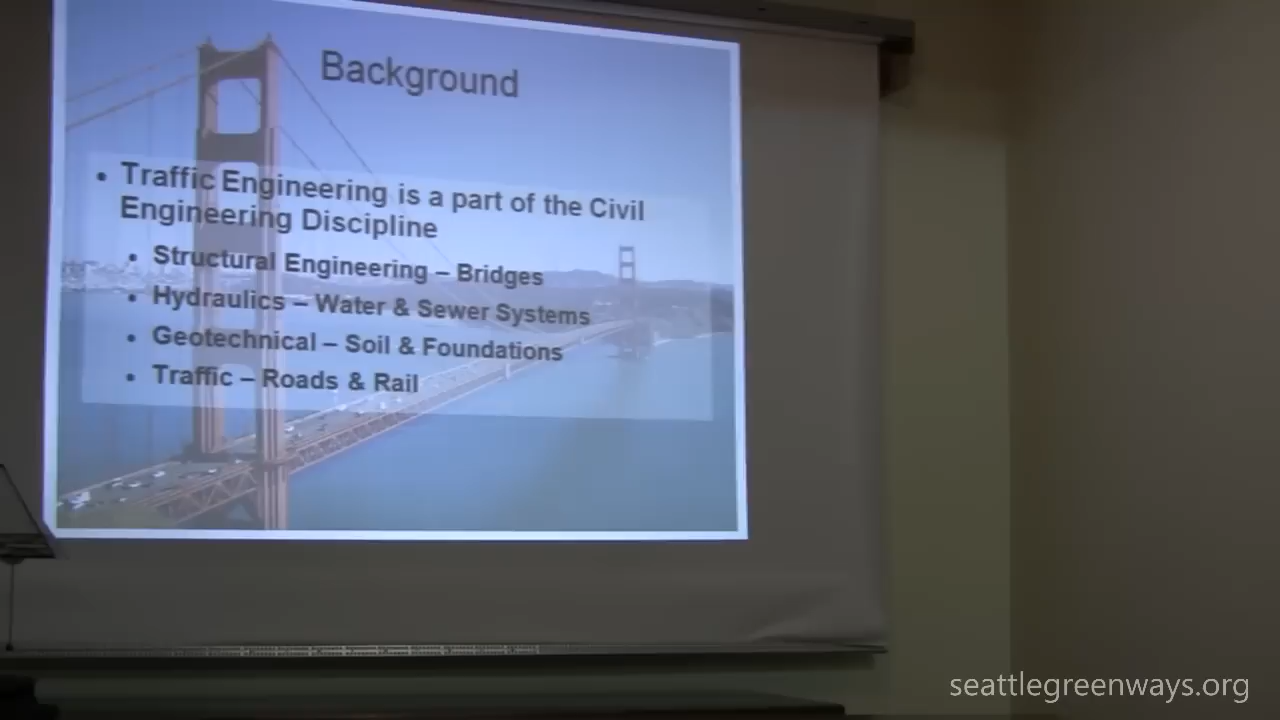 Background
• Traffic Engineering is a part of the Civil
Engineering Discipline
• Structural Engineering – Bridges
• Hydraulics – Water & Sewer Systems
• Geotechnical – Soil & Foundations
• Traffic – Roads & Rail
seattlegreenways.org